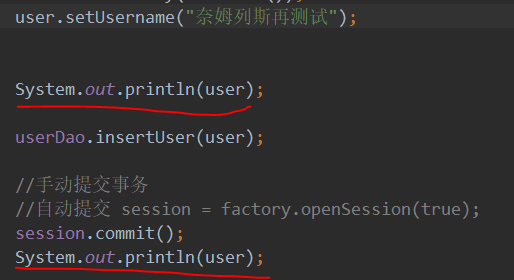 user.setUsername("奈姆列斯再测试");
System.out.println(user);
userDao.insertUser(user);
//手动提交事务
//自动提交 session = factory.openSession(true);
session.commit();
System.out.println(user);